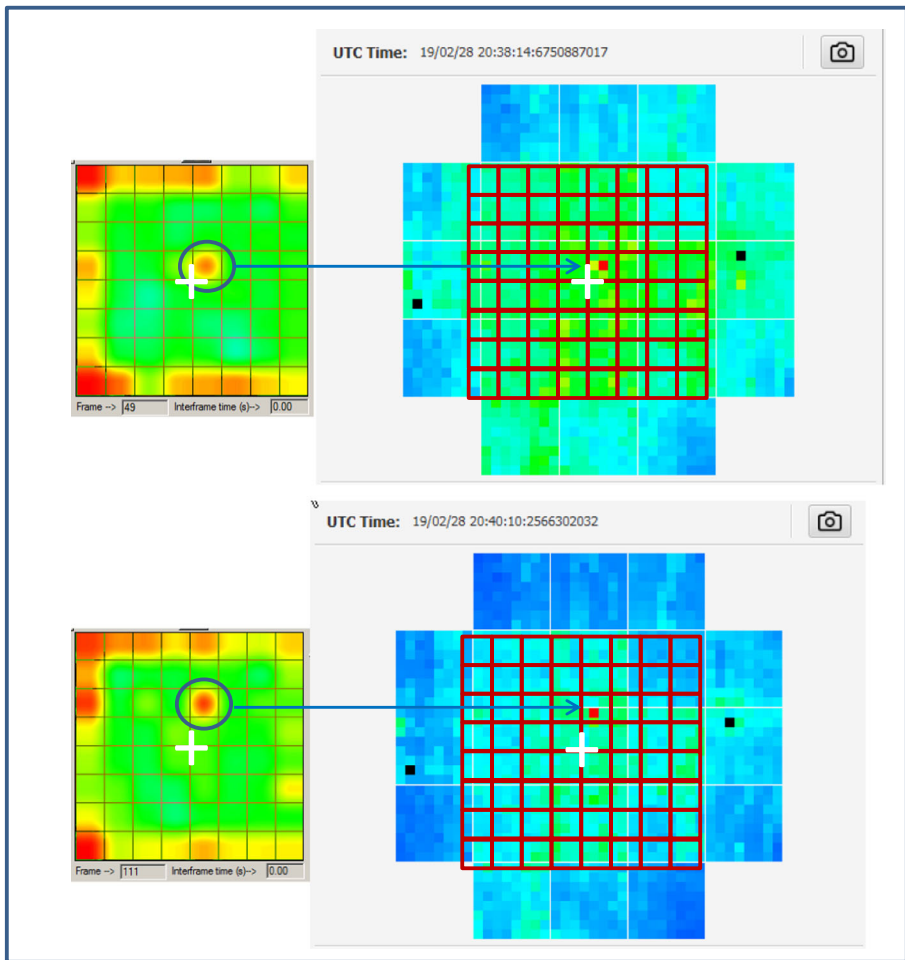 UTC Time: 19/02/28 20:38:14:6750887017
Frame --> 49 Interframe time (s)--> 0.00
UTC Time: 19/02/28 20:40:10:2566302032
Frame --> 111 Interframe time (s)--> 0.00